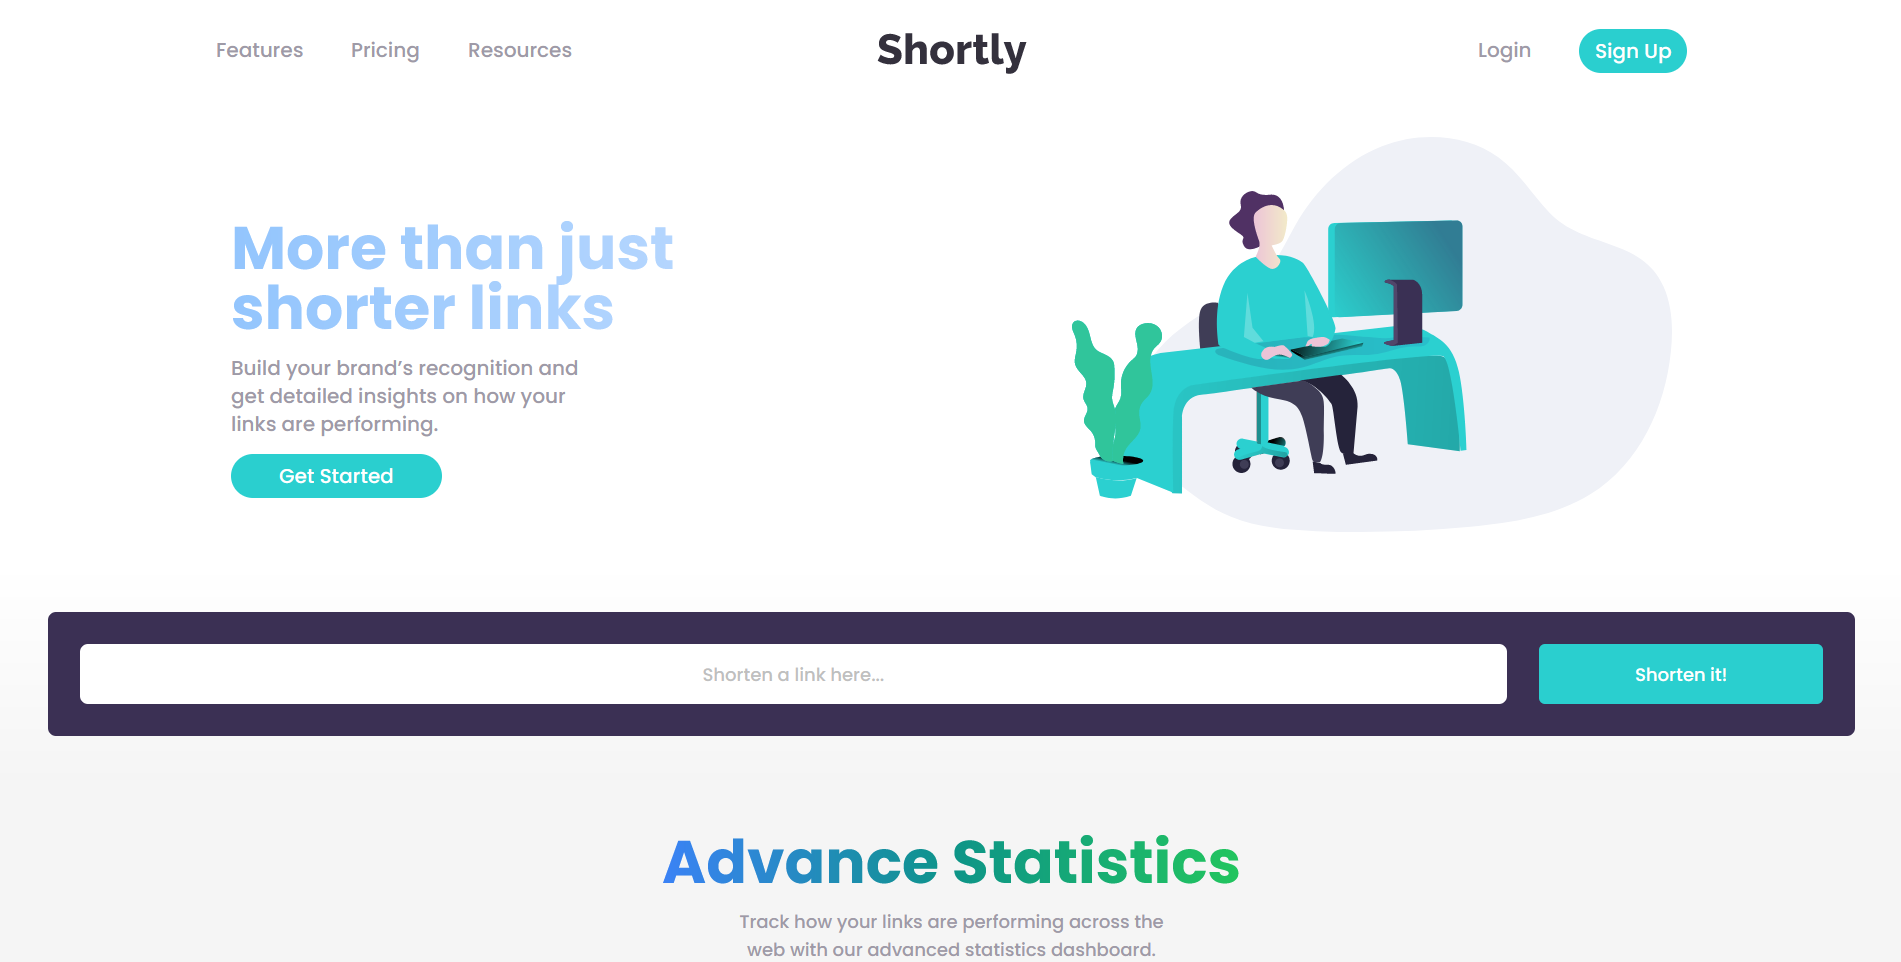 Features Pricing Resources Shortly Login Sign Up
More than just
shorter links
Build your brand’s recognition and
get detailed insights on how your
links are performing.
Get Started
Shorten a link here... Shorten it!
Advance Statistics
Track how your links are performing across the
web with our advanced statistics dashboard.